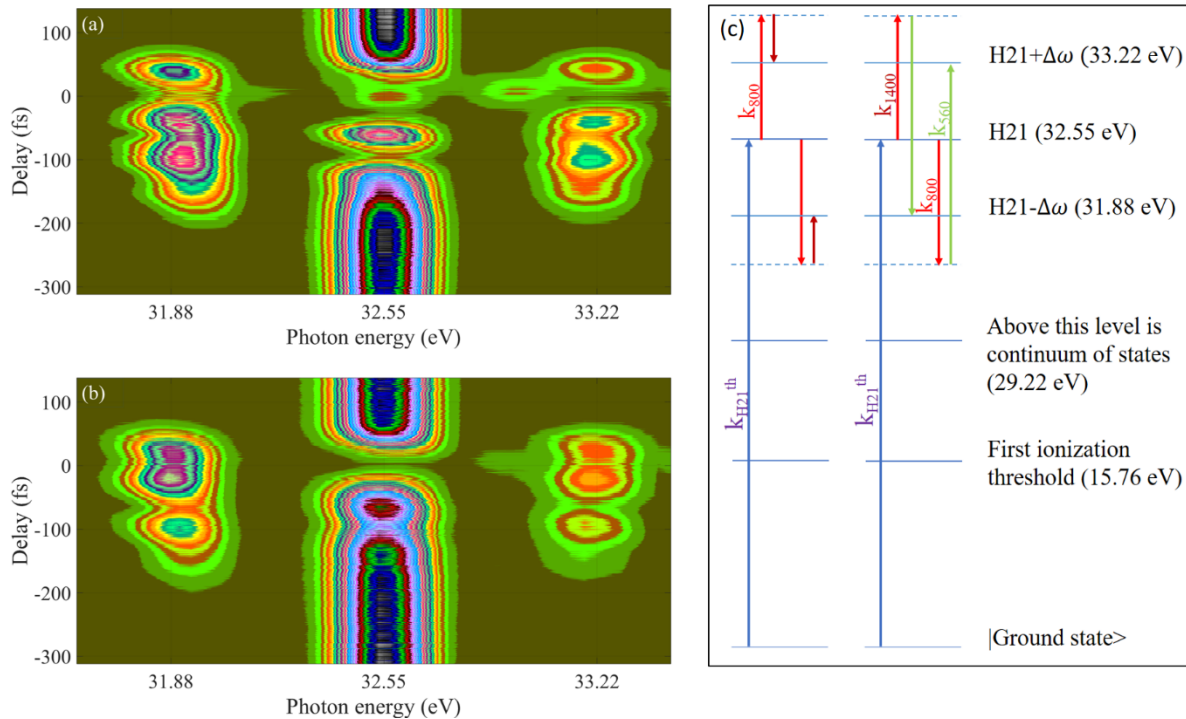 (a)
Delay (fs)
100
0
-100
-200
-300
31.88
32.55
33.22
Photon energy (eV)
(b)
Delay (fs)
100
0
-100
-200
-300
31.88
32.55
33.22
Photon energy (eV)
(c)
k800
k1400
k560
H21+Δω (33.22 eV)
H21 (32.55 eV)
k800
H21-Δω (31.88 eV)
Above this level is
continuum of states
(29.22 eV)
kH21th
kH21th
First ionization
threshold (15.76 eV)
|Ground state>